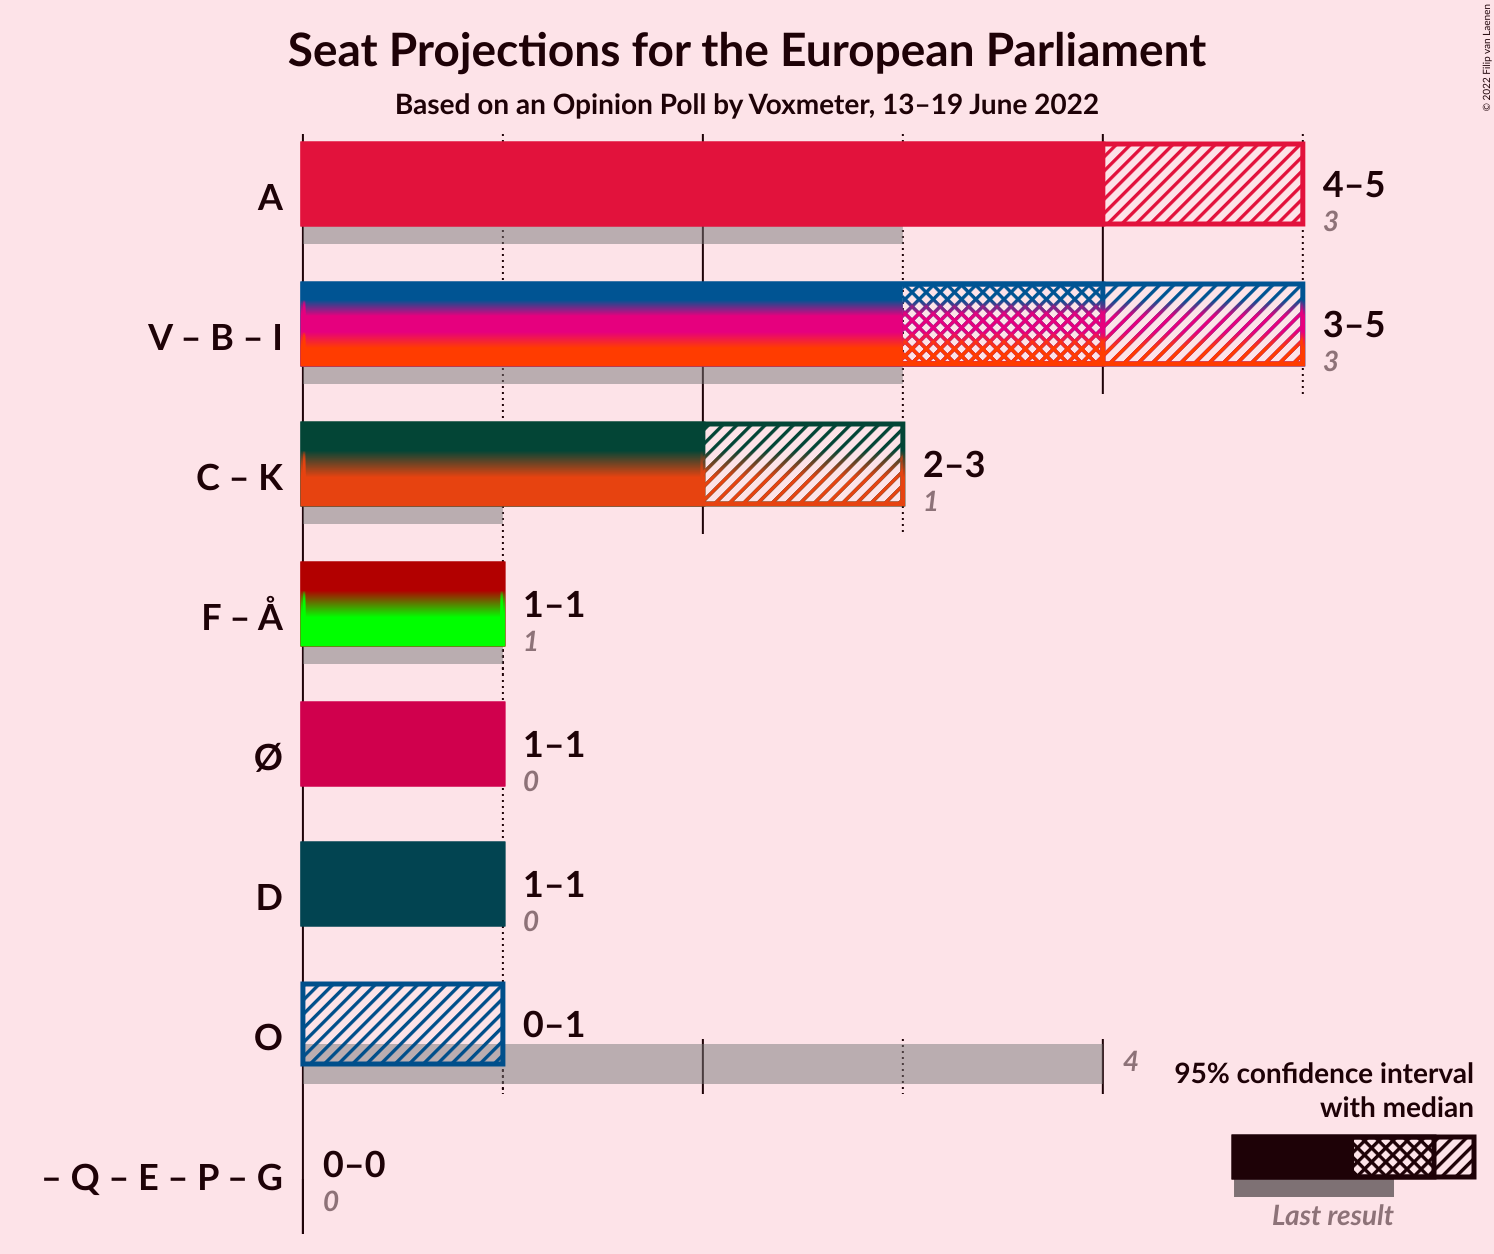 Seat Projections for the European Parliament
Based on an Opinion Poll by Voxmeter, 13–19 June 2022
© 2022 Filip van Laenen
A
4–5
3
V – B – I
3–5
3
C – K
2–3
1
F – Å
1–1
1
Ø
1–1
0
D
1–1
0
O
0–1
4
– Q – E – P – G
0–0
0
95% confidence interval
with median
Last result